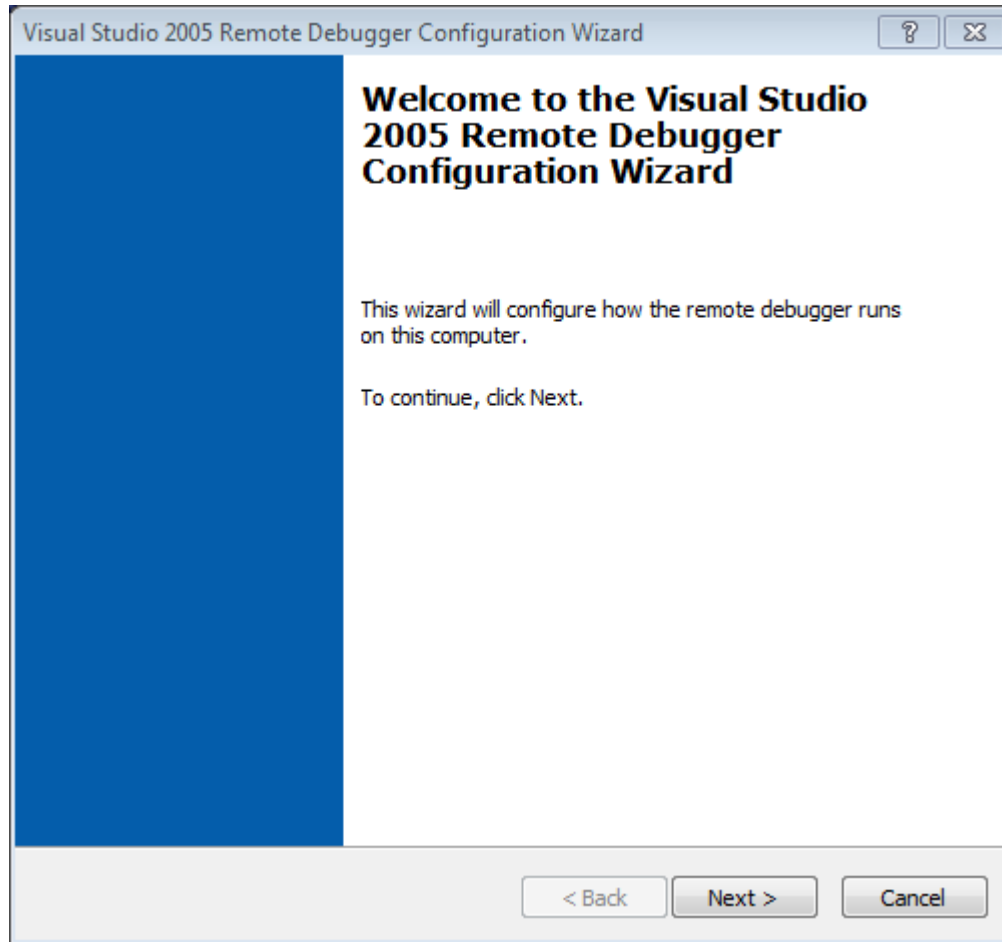 Visual Studio 2005 Remote Debugger Configuration Wizard
?
Welcome to the Visual Studio
2005 Remote Debugger
Configuration Wizard
This wizard will configure how the remote debugger runs
on this computer.
To continue, click Next.
< Back
Next >
Cancel